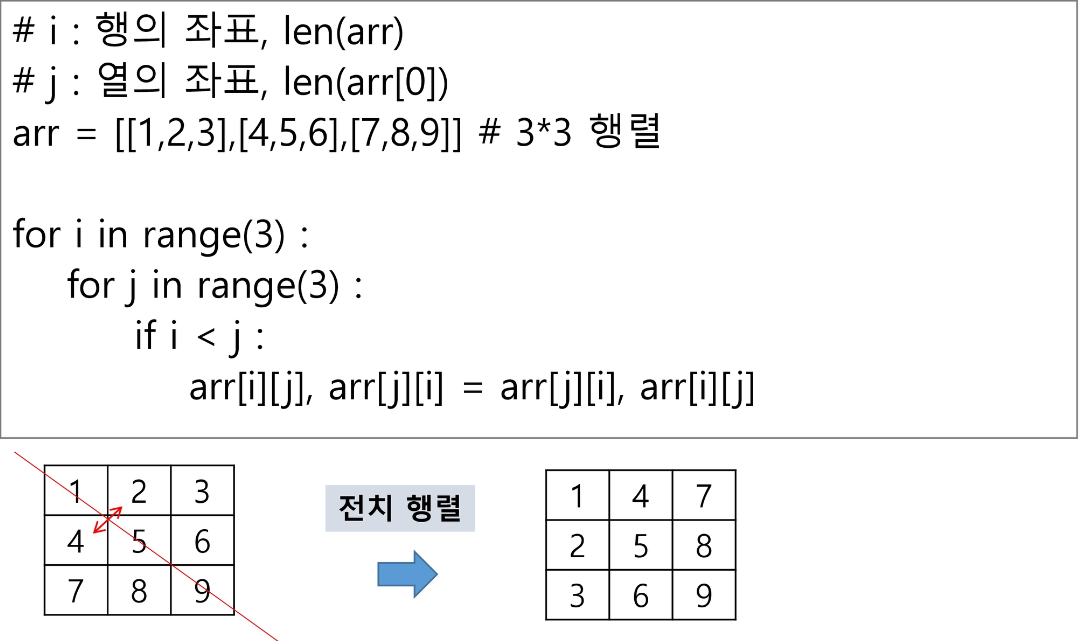 # i : 행의 좌표, len(arr)
# j : 열의 좌표, len(arr[0])
arr = [[1,2,3],[4,5,6],[7,8,9]] # 3*3 행렬
for i in range(3) :
for j in range(3) :
if i < j :
arr[i][j], arr[j][i] = arr[j][i], arr[i][j]
1 2 3
4 5 6
7 8 9
전치 행렬
1 4 7
2 5 8
3 6 9